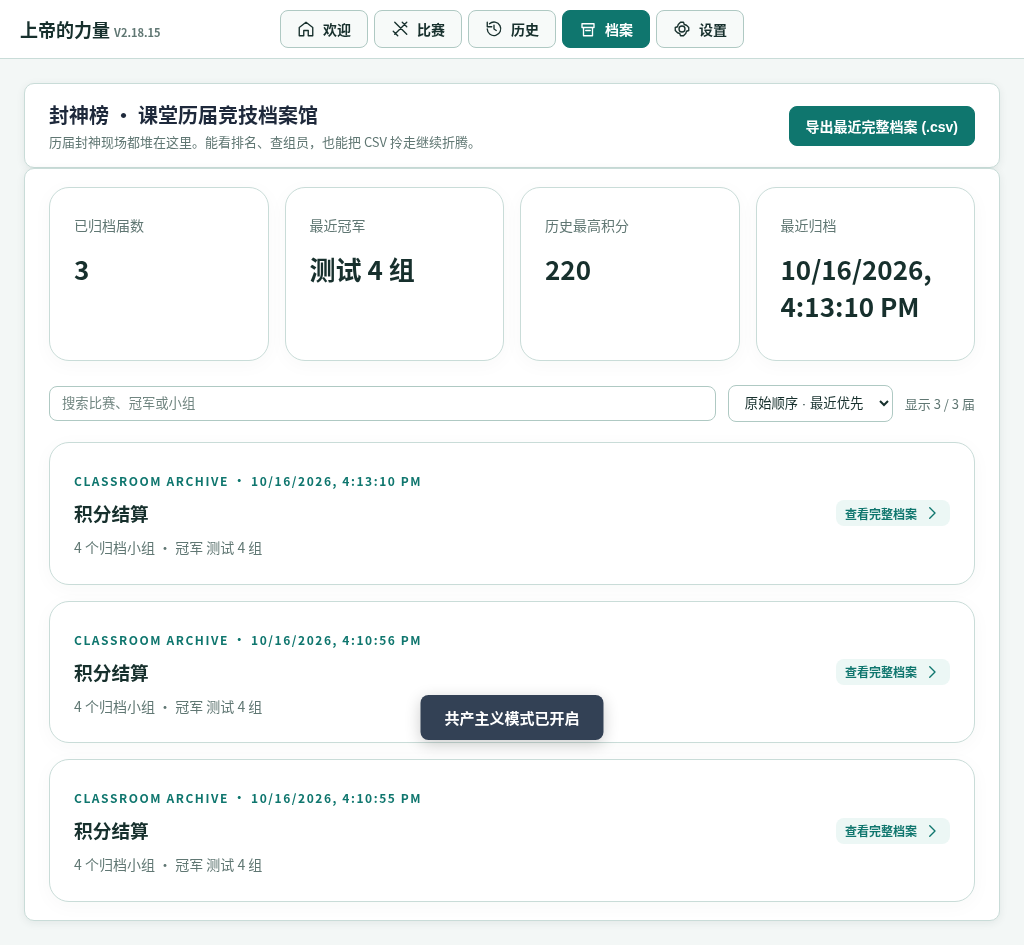 上帝的力量 V2.18.15
欢迎
比赛
历史
档案
设置
封神榜 · 课堂历届竞技档案馆
历届封神现场都堆在这里。能看排名、查组员，也能把 CSV 拎走继续折腾。
导出最近完整档案 (.csv)
已归档届数
3
最近冠军
测试 4 组
历史最高积分
220
最近归档
10/16/2026,
4:13:10 PM
搜索比赛、冠军或小组
原始顺序 · 最近优先
显示 3 / 3 届
CLASSROOM ARCHIVE · 10/16/2026, 4:13:10 PM
积分结算
4 个归档小组 · 冠军 测试 4 组
查看完整档案
CLASSROOM ARCHIVE · 10/16/2026, 4:10:56 PM
积分结算
4 个归档小组 · 冠军 测试 4 组
查看完整档案
共产主义模式已开启
CLASSROOM ARCHIVE · 10/16/2026, 4:10:55 PM
积分结算
4 个归档小组 · 冠军 测试 4 组
查看完整档案